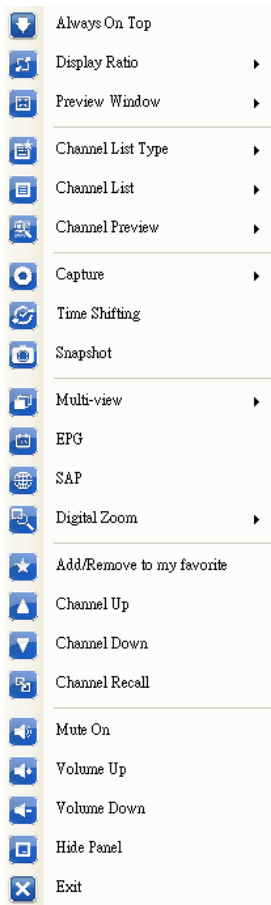 Always On Top
Display Ratio
Preview Window
Channel List Type
Channel List
Channel Preview
Capture
Time Shifting
Snapshot
Multi-view
EPG
SAP
Digital Zoom
Add/Remove to my favorite
Channel Up
Channel Down
Channel Recall
Mute On
Volume Up
Volume Down
Hide Panel
Exit